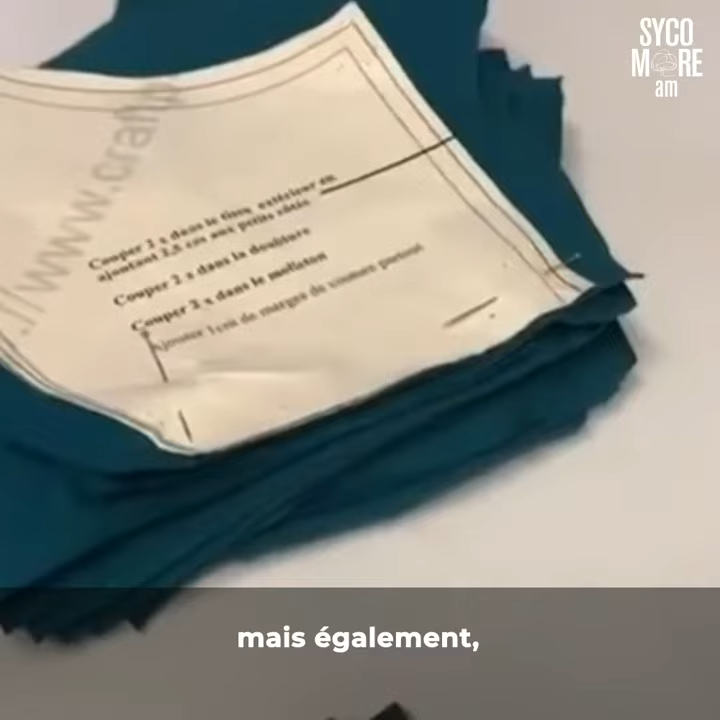 SYCO
MORE
am
//www.craft
Couper 2 x dans le tissu extérieur en
ajoutant 2,5 cm aux petits côtés
Couper 2 x dans la doublure
Couper 2 x dans le molleton
Ajouter 1cm de marge de couture partout
mais également,